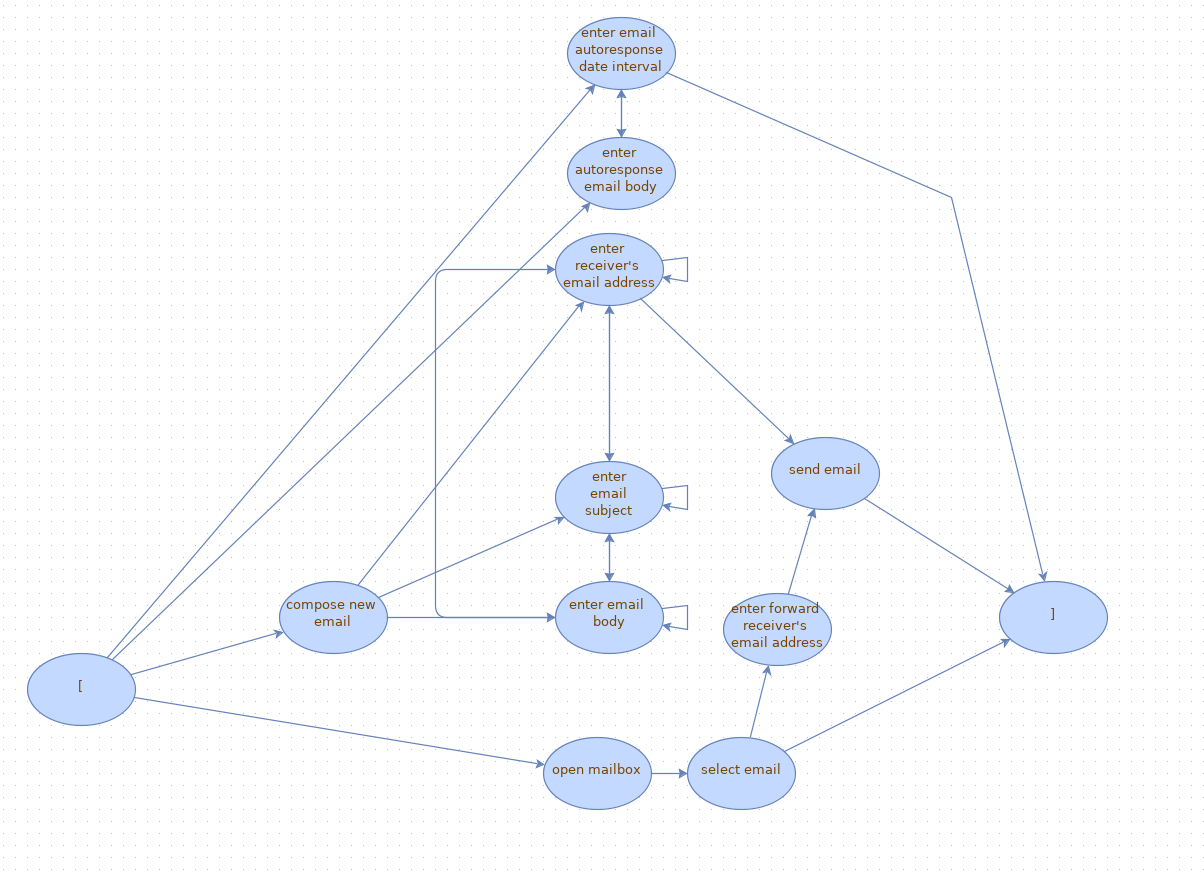 enter email
autoresponse
date interval
enter
autoresponse
email body
enter
receiver's
email address
send email
enter
email
subject
compose new
email
enter email
body
enter forward
receiver's
email address
]
[
open mailbox
select email